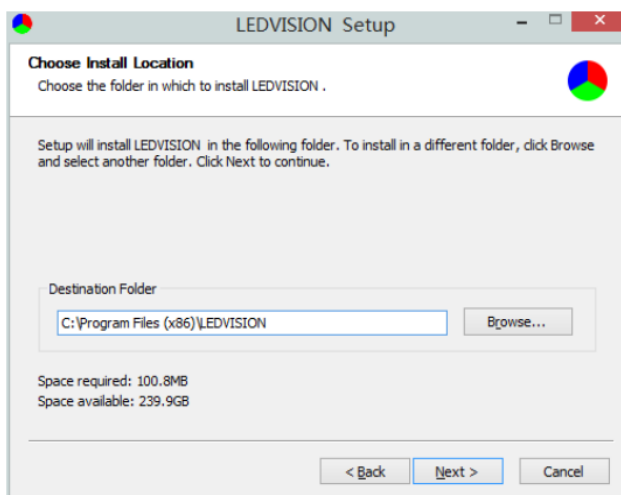 LEDVISION Setup
Choose Install Location
Choose the folder in which to install LEDVISION .
Setup will install LEDVISION in the following folder. To install in a different folder, click Browse
and select another folder. Click Next to continue.
Destination Folder
C:\Program Files (x86)\LEDVISION
Browse...
Space required: 100.8MB
Space available: 239.9GB
< Back
Next >
Cancel